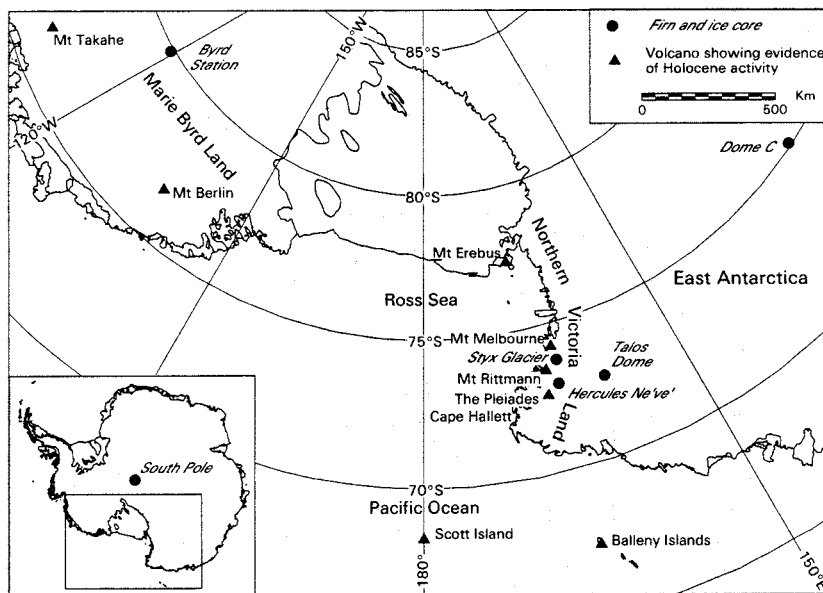 Mt Takahe
Byrd
Station
150°W
85°S
Firn and ice core
Volcano showing evidence
of Holocene activity
0 500 Km
120°W
Marie Byrd Land
Dome C
Mt Berlin
80°S
Mt Erebus
Northern
Victoria
Land
East Antarctica
Ross Sea
75°S
Mt Melbourne
Styx Glacier
Talos
Dome
Mt Rittmann
Hercules Ne've'
The Pleiades
Cape Hallett
South Pole
70°S
Pacific Ocean
Scott Island
Balleny Islands
-180°
150°E